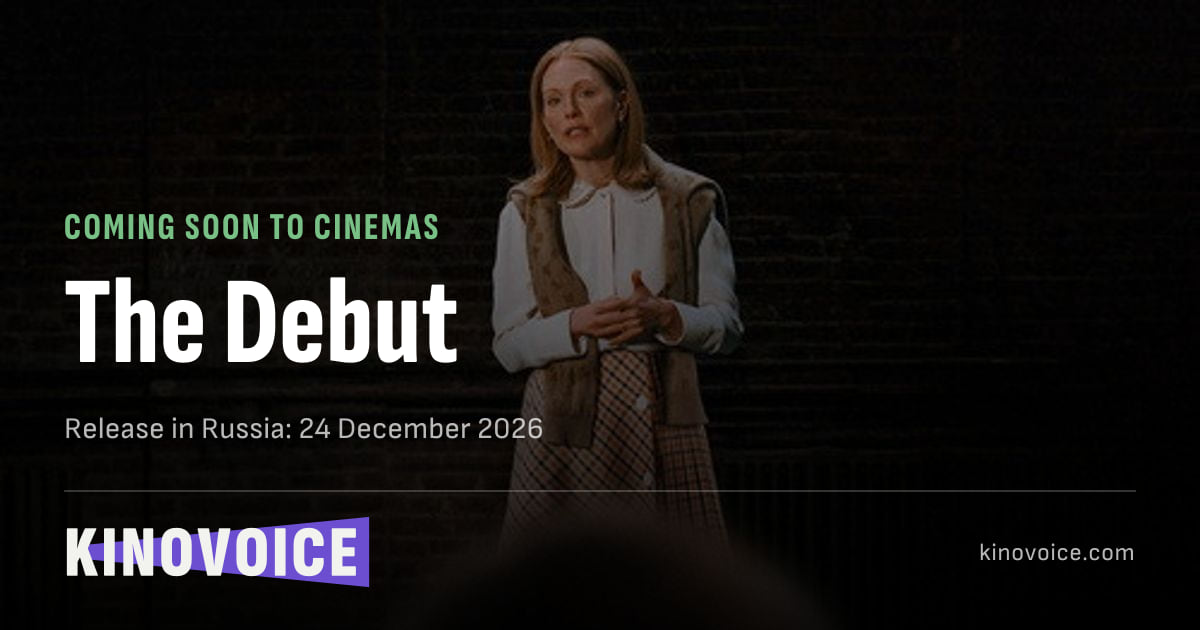 COMING SOON TO CINEMAS
The Debut
Release in Russia: 24 December 2026
KINOVOICE
kinovoice.com